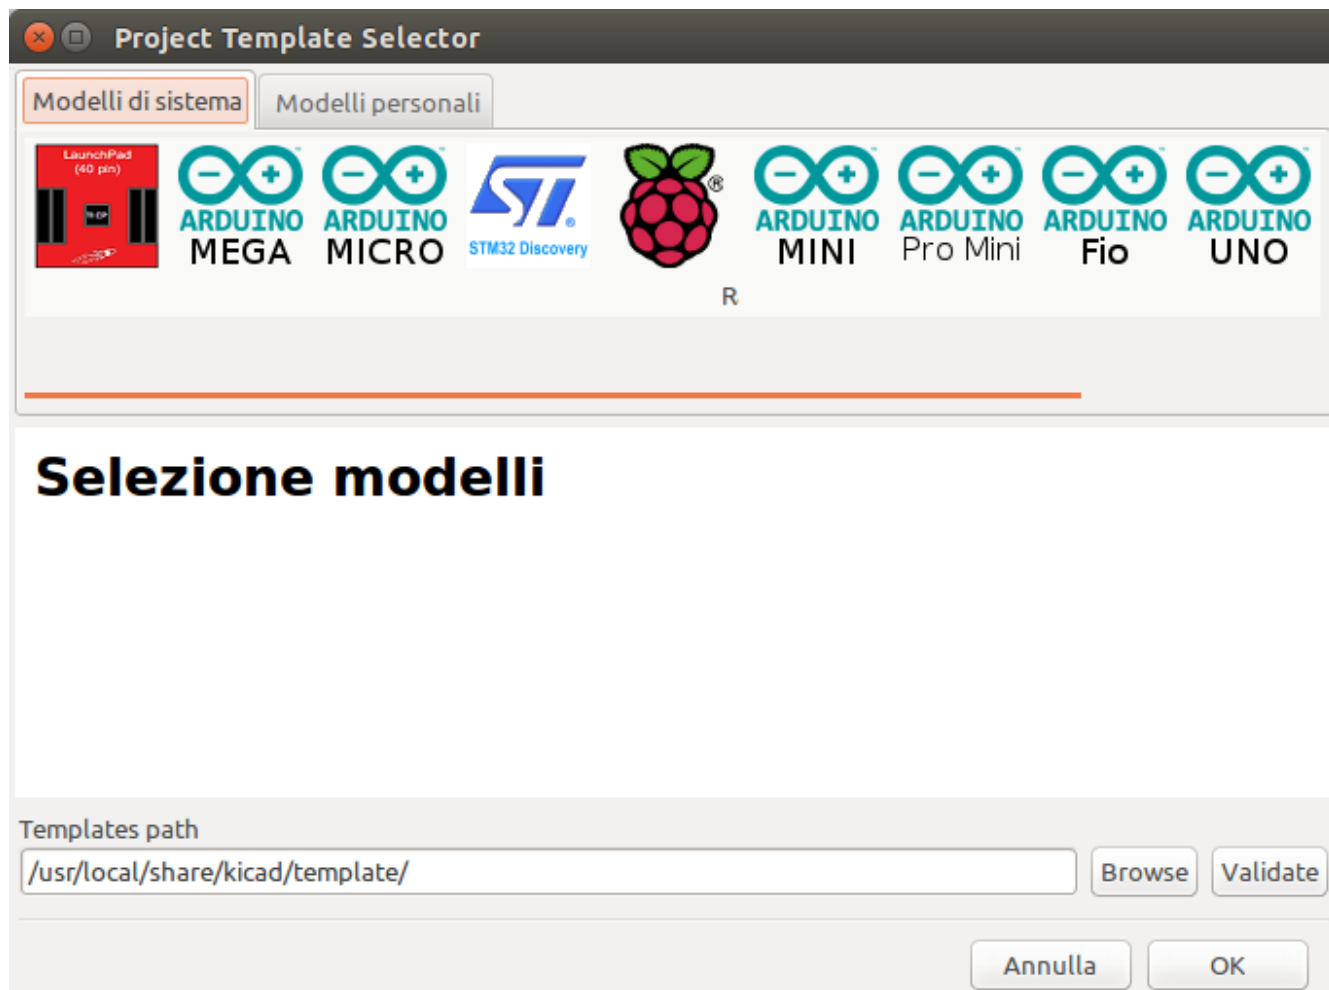 Project Template Selector
Modelli di sistema
Modelli personali
LaunchPad
(40 pin)
ARDUINO
MEGA
ARDUINO
MICRO
ST
STM32 Discovery
®
ARDUINO
MINI
ARDUINO
Pro Mini
ARDUINO
Fio
ARDUINO
UNO
R
Selezione modelli
Templates path
/usr/local/share/kicad/template/
Browse
Validate
Annulla
OK